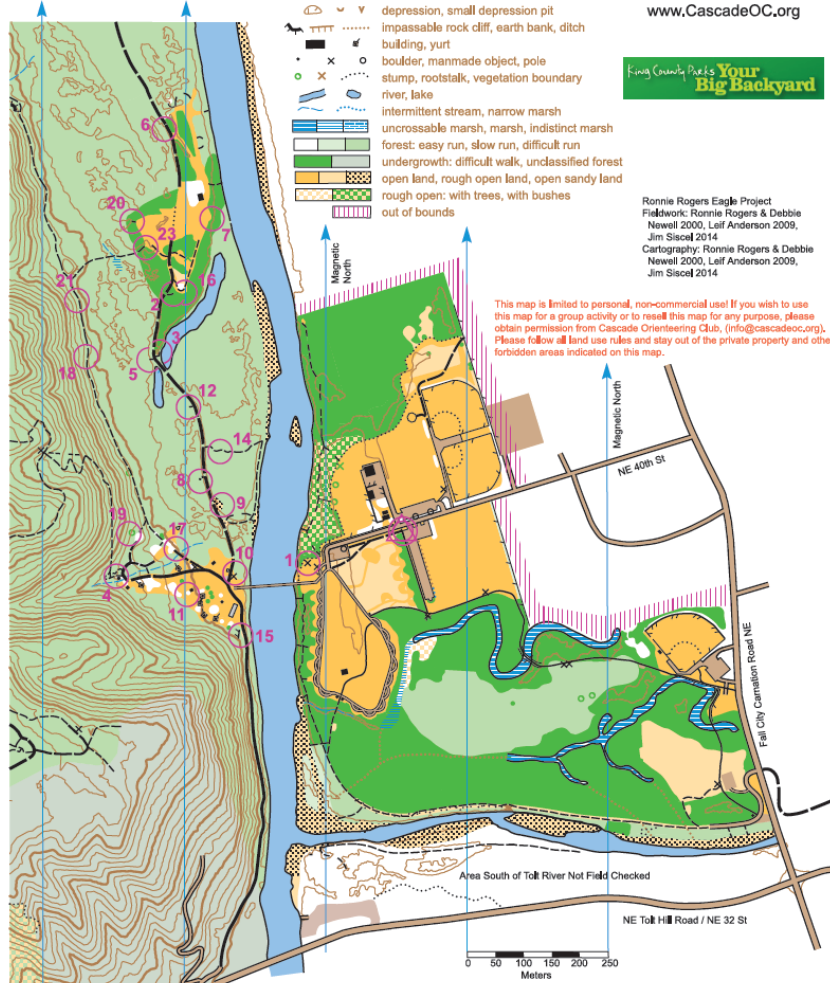 www.CascadeOC.org
King County Parks Your
Big Backyard
depression, small depression pit
impassable rock cliff, earth bank, ditch
building, yurt
boulder, manmade object, pole
stump, rootstalk, vegetation boundary
river, lake
intermittent stream, narrow marsh
uncrossable marsh, marsh, indistinct marsh
forest: easy run, slow run, difficult run
undergrowth: difficult walk, unclassified forest
open land, rough open land, open sandy land
rough open: with trees, with bushes
out of bounds
Ronnie Rogers Eagle Project
Fieldwork: Ronnie Rogers & Debbie
Newell 2000, Leif Anderson 2009,
Jim Siscel 2014
Cartography: Ronnie Rogers & Debbie
Newell 2000, Leif Anderson 2009,
Jim Siscel 2014
This map is limited to personal, non-commercial use! If you wish to use
this map for a group activity or to resell this map for any purpose, please
obtain permission from Cascade Orienteering Club, (info@cascadeoc.org).
Please follow all land use rules and stay out of the private property and other
forbidden areas indicated on this map.
6
20
7
23
Magnetic
North
21
2
16
3
5
18
Magnetic North
12
14
NE 40th St
8
9
19
17
1
10
4
11
15
Fall City Carnation Road NE
Area South of Tolt River Not Field Checked
NE Tolt Hill Road / NE 32 St
0 50 100 150 200 250
Meters